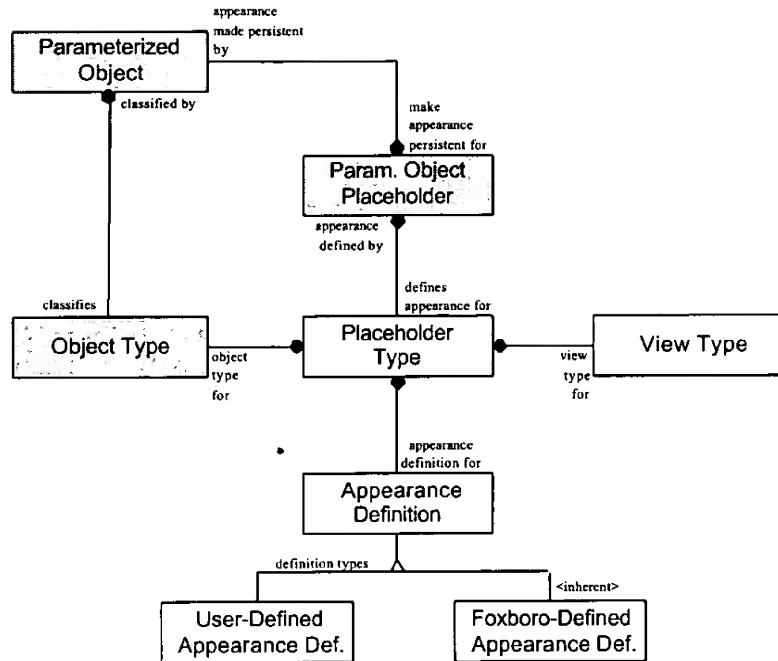 appearance
made persistent
by
Parameterized
Object
classified by
make
appearance
persistent for
Param. Object
Placeholder
appearance
defined by
defines
appearance for
classifies
Object Type
object
type
for
Placeholder
Type
view
type
for
View Type
appearance
definition for
Appearance
Definition
definition types
<inherent>
User-Defined
Appearance Def.
Foxboro-Defined
Appearance Def.